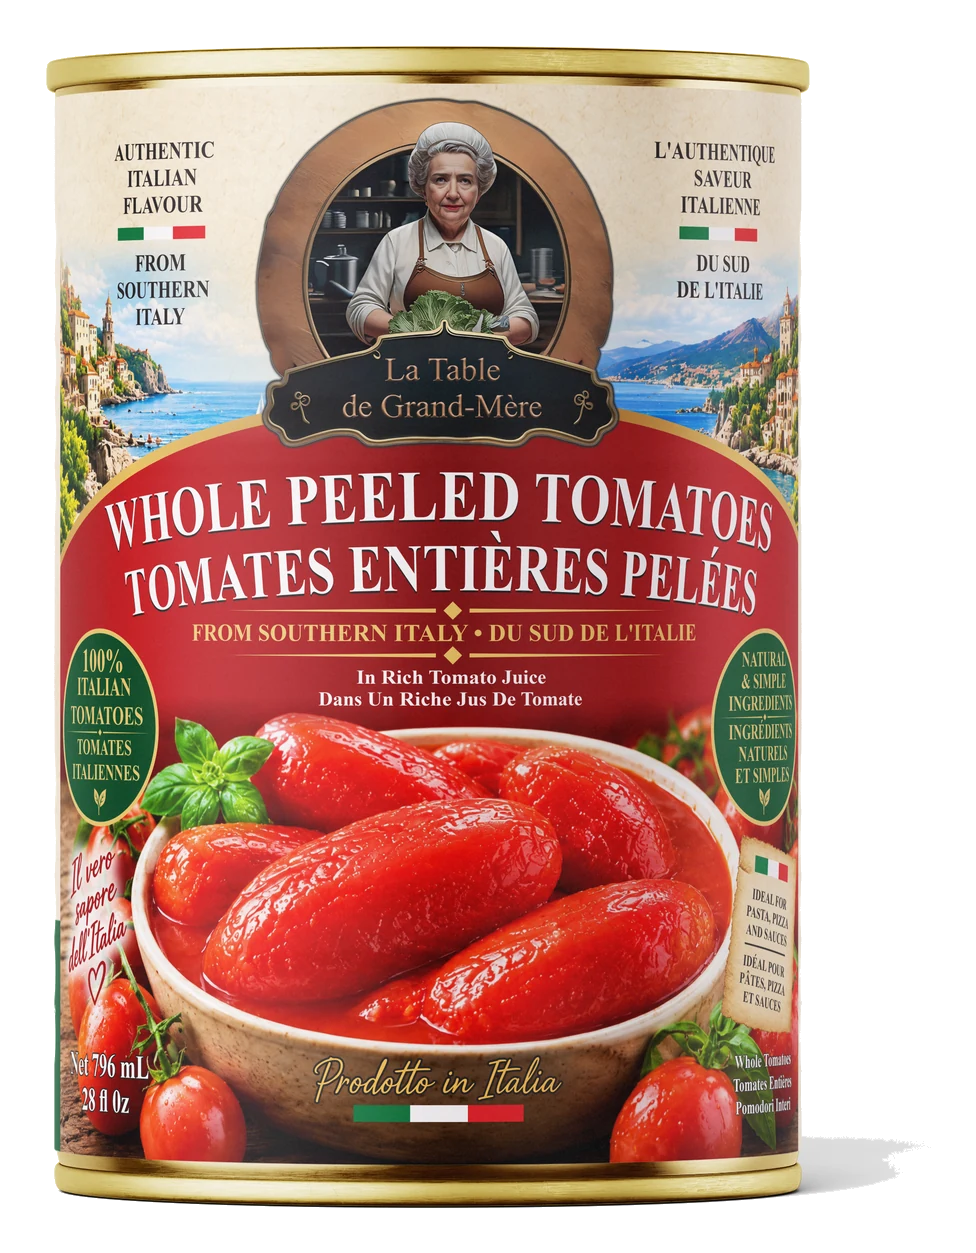 AUTHENTIC
ITALIAN
FLAVOUR
FROM
SOUTHERN
ITALY
L'AUTHENTIQUE
SAVEUR
ITALIENNE
DU SUD
DE L'ITALIE
La Table
de Grand-Mère
WHOLE PEELED TOMATOES
TOMATES ENTIÈRES PELÉES
FROM SOUTHERN ITALY • DU SUD DE L'ITALIE
In Rich Tomato Juice
Dans Un Riche Jus De Tomate
100%
ITALIAN
TOMATOES
TOMATES
ITALIENNES
NATURAL
& SIMPLE
INGREDIENTS
INGRÉDIENTS
NATURELS
ET SIMPLES
Il vero
sapore
dell'Italia
IDEAL FOR
PASTA, PIZZA
AND SAUCES
IDÉAL POUR
PÂTES, PIZZA
ET SAUCES
Net 796 mL
28 fl 0z
Prodotto in Italia
Whole Tomatoes
Tomates Entières
Pomodori Interi